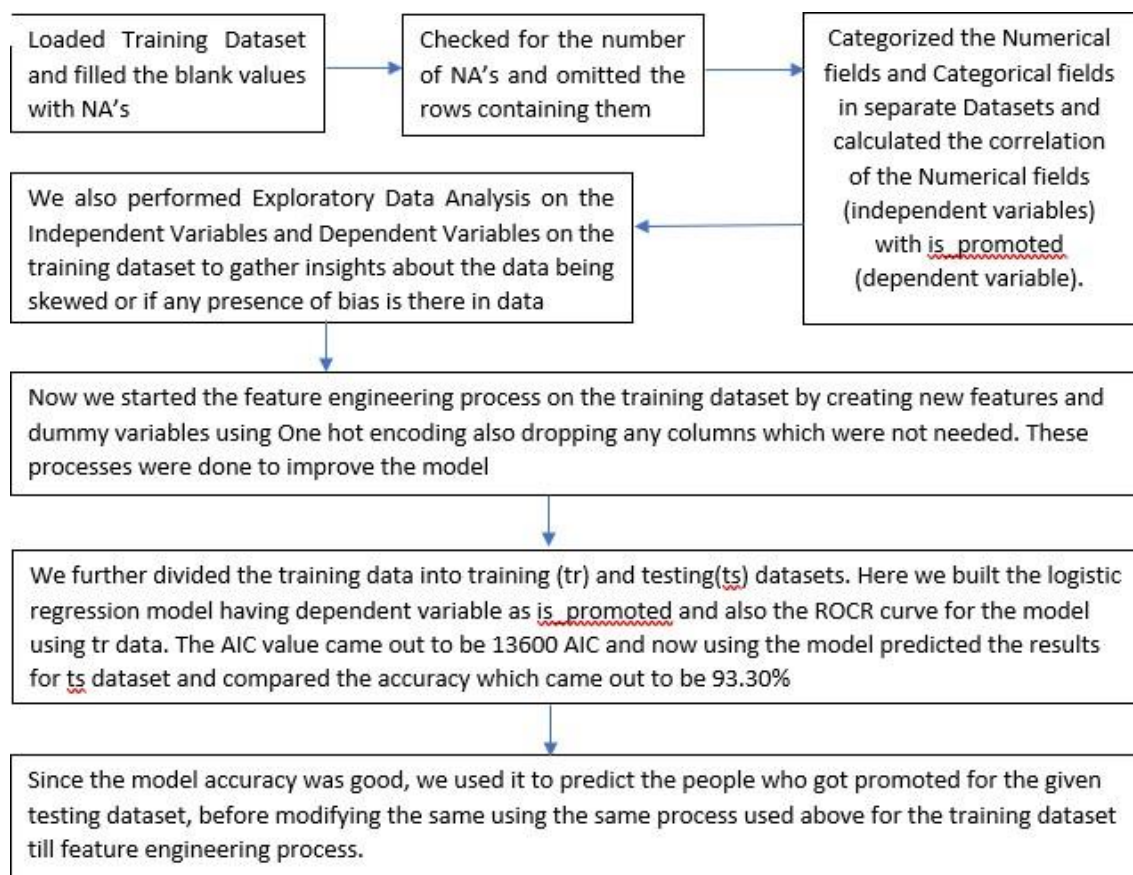 Loaded Training Dataset
and filled the blank values
with NA's
Checked for the number
of NA's and omitted the
rows containing them
Categorized the Numerical
fields and Categorical fields
in separate Datasets and
calculated the correlation
of the Numerical fields
(independent variables)
with is_promoted
(dependent variable).
We also performed Exploratory Data Analysis on the
Independent Variables and Dependent Variables on the
training dataset to gather insights about the data being
skewed or if any presence of bias is there in data
Now we started the feature engineering process on the training dataset by creating new features and
dummy variables using One hot encoding also dropping any columns which were not needed. These
processes were done to improve the model
We further divided the training data into training (tr) and testing(ts) datasets. Here we built the logistic
regression model having dependent variable as is_promoted and also the ROCR curve for the model
using tr data. The AIC value came out to be 13600 AIC and now using the model predicted the results
for ts dataset and compared the accuracy which came out to be 93.30%
Since the model accuracy was good, we used it to predict the people who got promoted for the given
testing dataset, before modifying the same using the same process used above for the training dataset
till feature engineering process.